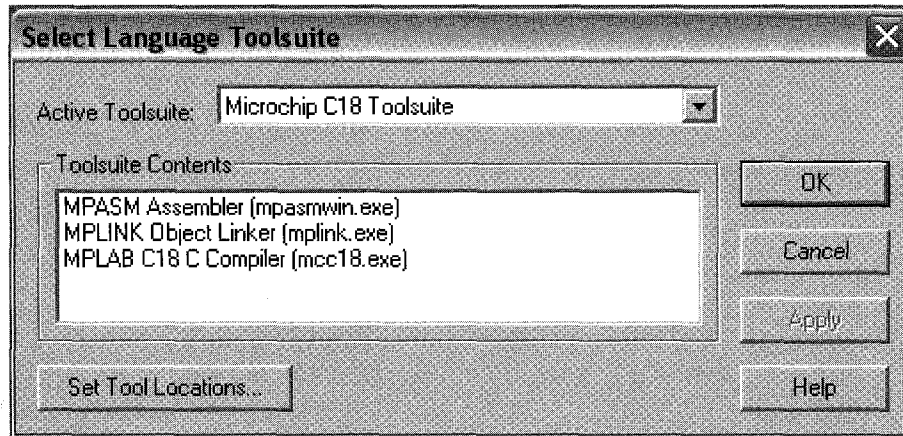 Select Language Toolsuite
Active Toolsuite: Microchip C18 Toolsuite
Toolsuite Contents
MPASM Assembler (mpasmwin.exe)
MPLINK Object Linker (mplink.exe)
MPLAB C18 C Compiler (mcc18.exe)
OK
Cancel
Apply
Set Tool Locations...
Help